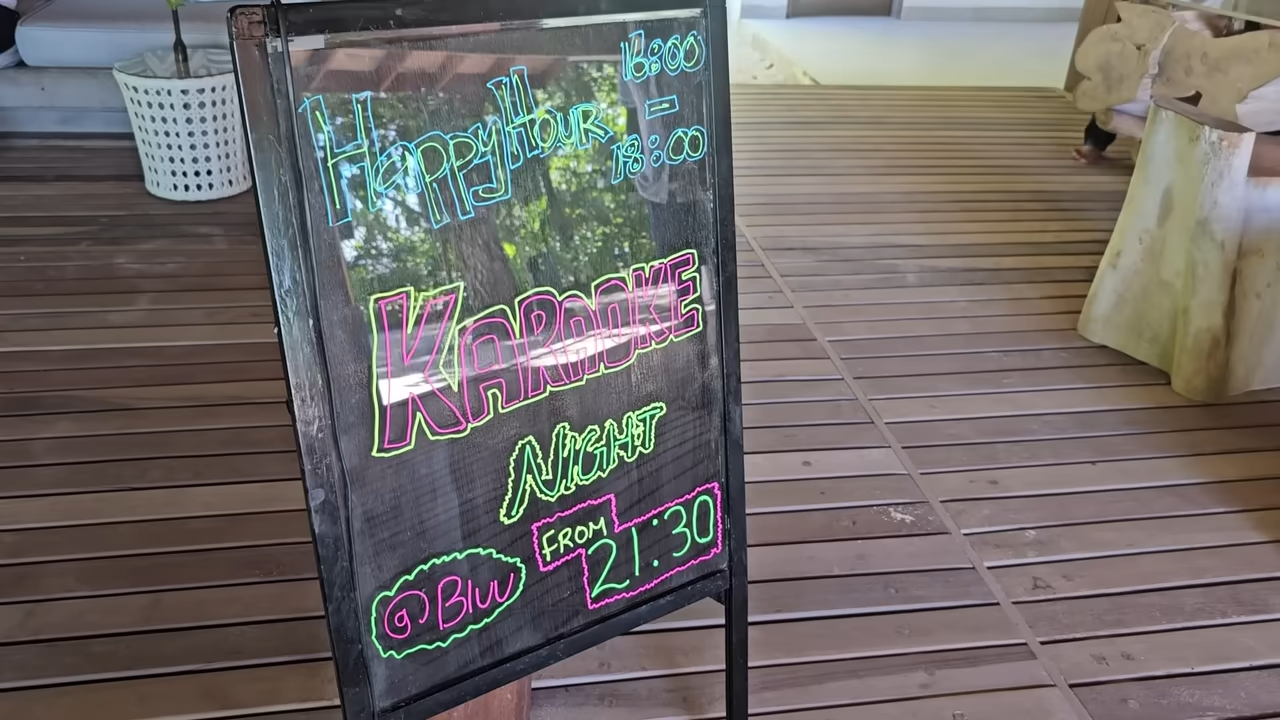 Happy Hour 16:00
-
18:00
KARAOKE
NIGHT
FROM
21:30
@ Bluu